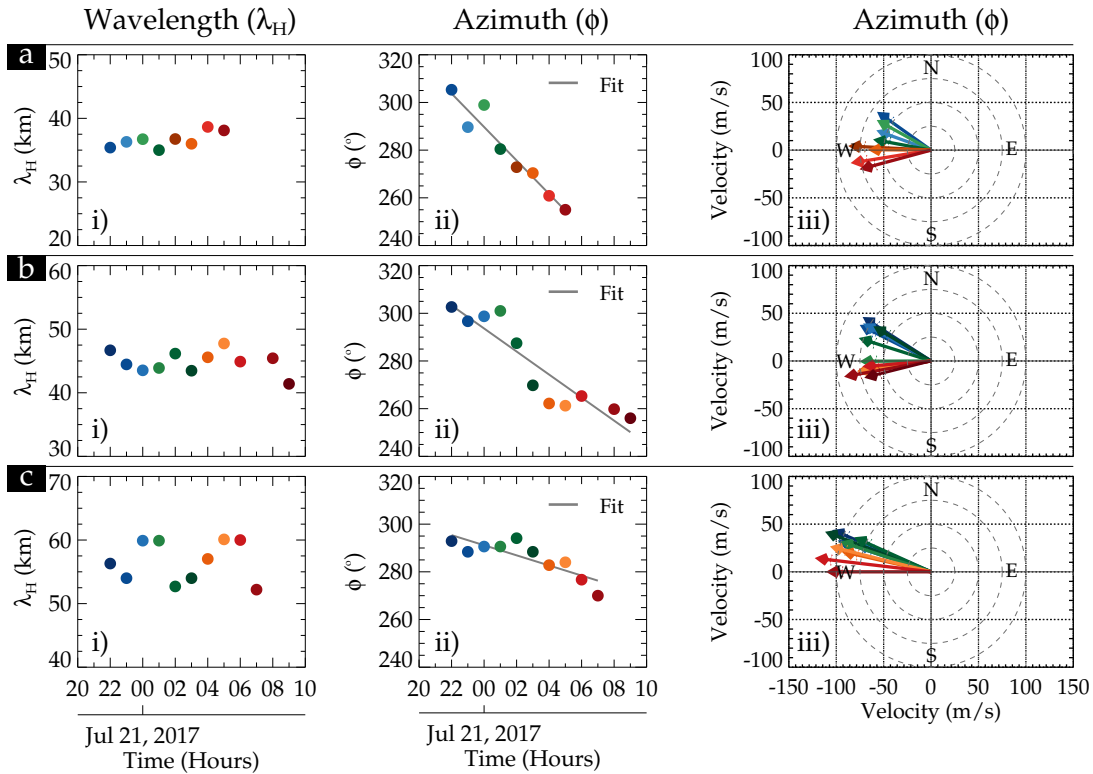 Wavelength (λH)
Azimuth (ϕ)
Azimuth (ϕ)
a
50
40
30
20
λH (km)
i)
320
300
280
260
240
ϕ (°)
Fit
ii)
100
50
0
-50
-100
Velocity (m/s)
N
W
E
S
iii)
b
60
50
40
30
λH (km)
i)
320
300
280
260
240
ϕ (°)
Fit
ii)
100
50
0
-50
-100
Velocity (m/s)
N
W
E
S
iii)
c
70
60
50
40
λH (km)
i)
320
300
280
260
240
ϕ (°)
Fit
ii)
100
50
0
-50
-100
Velocity (m/s)
N
W
E
S
iii)
20 22 00 02 04 06 08 10
20 22 00 02 04 06 08 10
-150 -100 -50 0 50 100 150
Jul 21, 2017
Time (Hours)
Jul 21, 2017
Time (Hours)
Velocity (m/s)